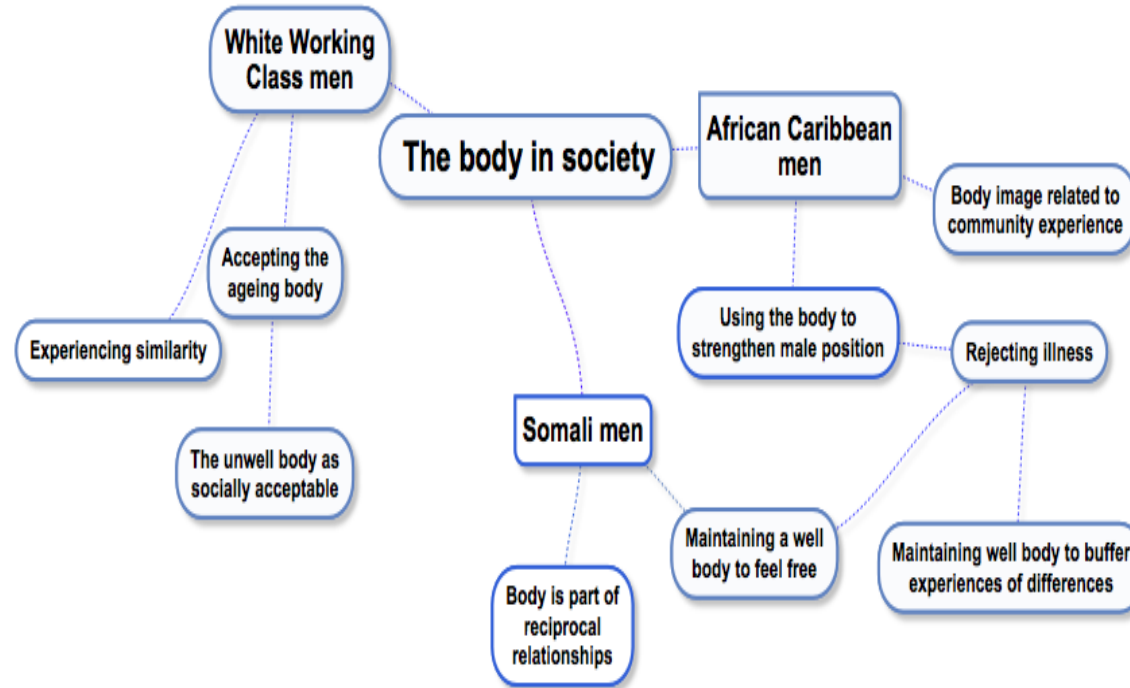 White Working
Class men
The body in society
African Caribbean
men
Body image related to
community experience
Accepting the
ageing body
Experiencing similarity
Using the body to
strengthen male position
Rejecting illness
The unwell body as
socially acceptable
Somali men
Maintaining a well
body to feel free
Maintaining well body to buffer
experiences of differences
Body is part of
reciprocal
relationships